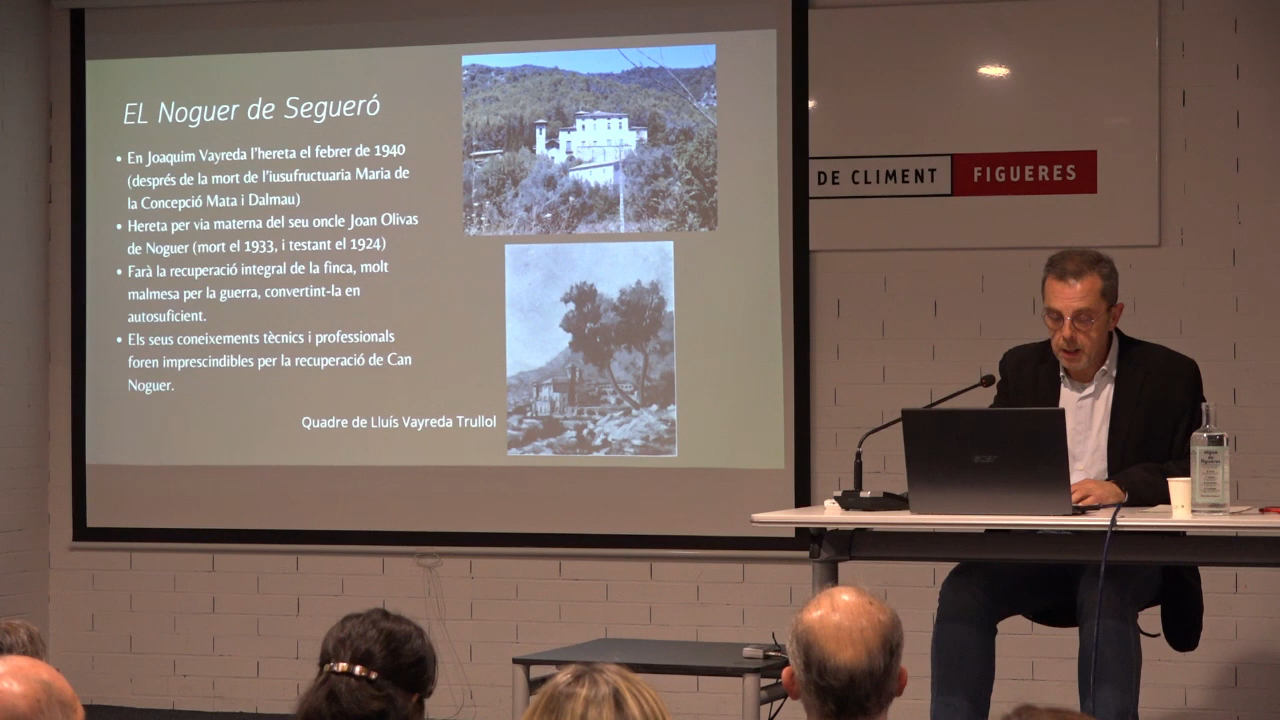 EL Noguer de Segueró
• En Joaquim Vayreda l'hereta el febrer de 1940
(després de la mort de l'iusufructuaria Maria de
la Concepció Mata i Dalmau)
• Hereta per via materna del seu oncle Joan Olivas
de Noguer (mort el 1933, i testant el 1924)
• Farà la recuperació integral de la finca, molt
malmesa per la guerra, convertint-la en
autosuficient.
• Els seus coneixements tècnics i professionals
foren imprescindibles per la recuperació de Can
Noguer.
Quadre de Lluís Vayreda Trullol
DE CLIMENT FIGUERES
acer
aigua
de
figueres